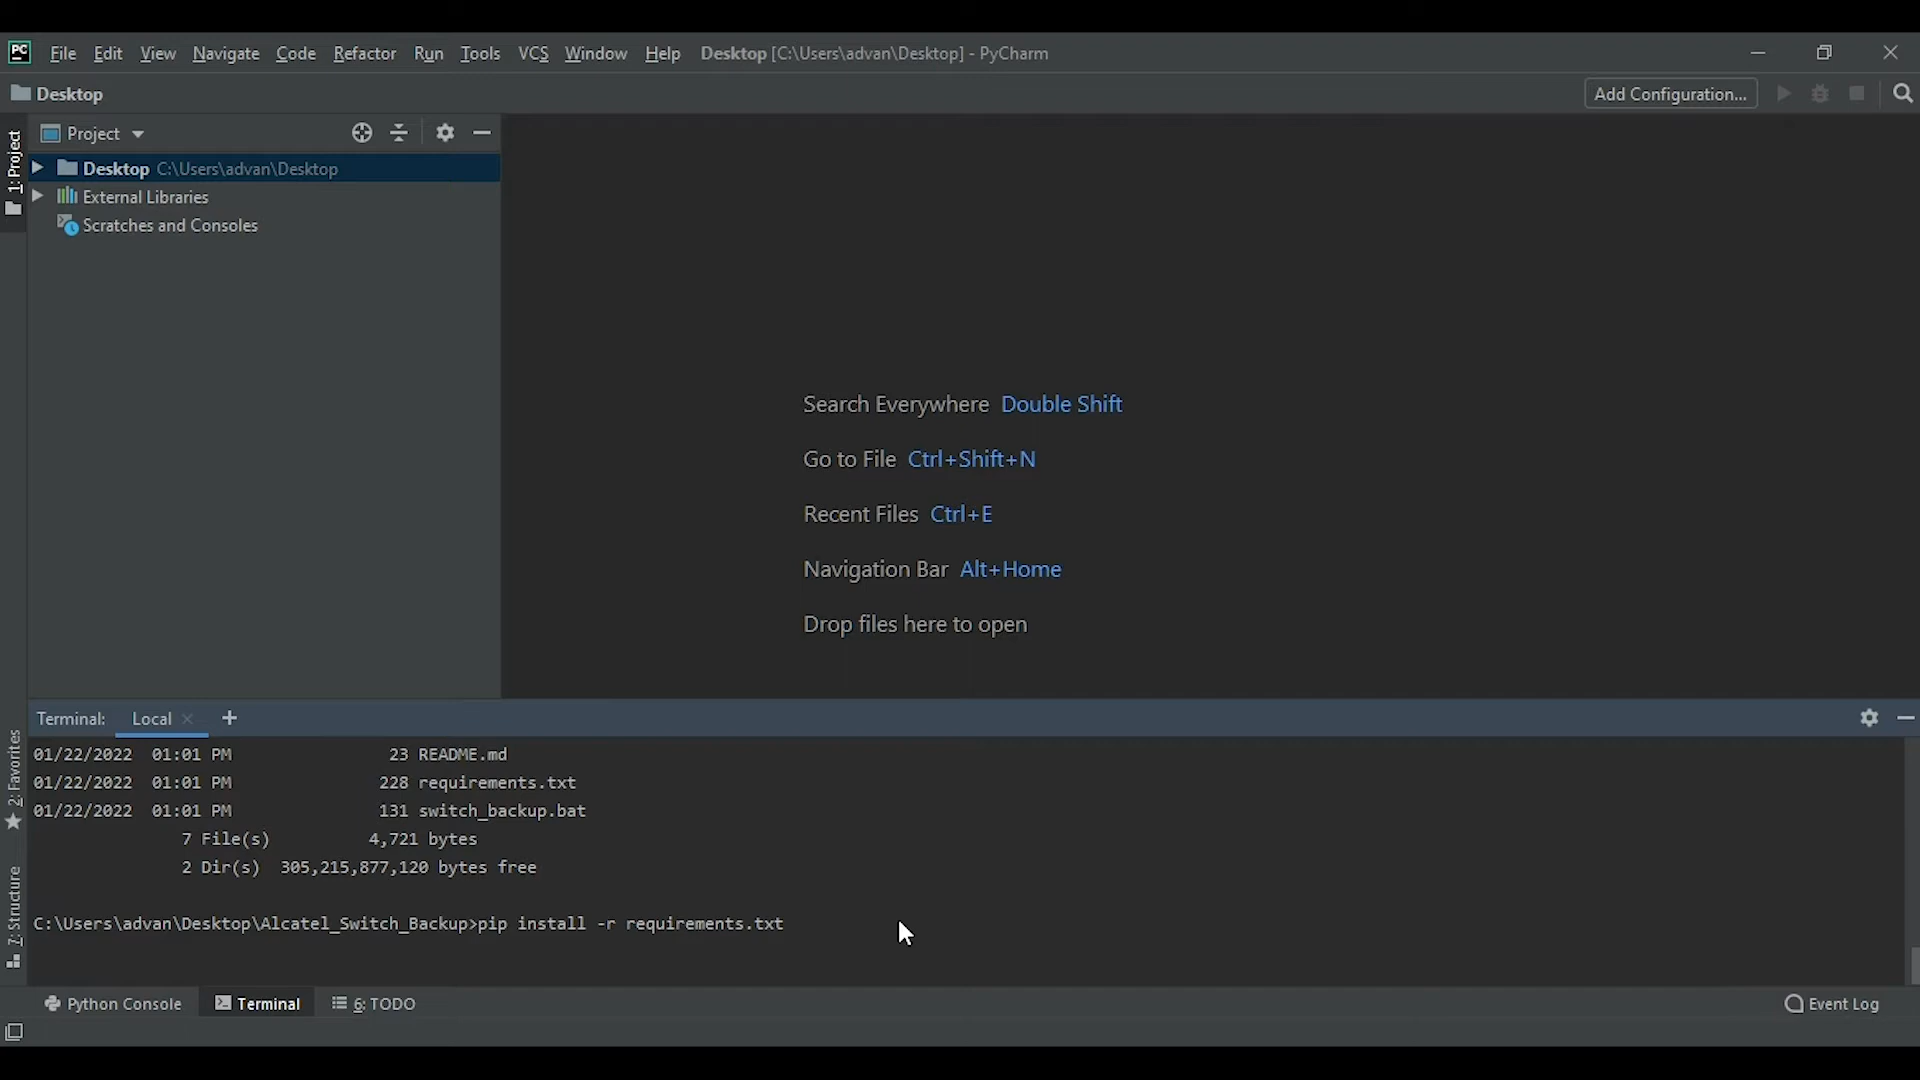 PC File Edit View Navigate Code Refactor Run Tools VCS Window Help Desktop [C:\Users\advan\Desktop] - PyCharm
Desktop Add Configuration...
1: Project
Project
Desktop C:\Users\advan\Desktop
External Libraries
Scratches and Consoles
Search Everywhere Double Shift
Go to File Ctrl+Shift+N
Recent Files Ctrl+E
Navigation Bar Alt+Home
Drop files here to open
2: Favorites
7: Structure
Terminal: Local +
01/22/2022 01:01 PM 23 README.md
01/22/2022 01:01 PM 228 requirements.txt
01/22/2022 01:01 PM 131 switch_backup.bat
7 File(s) 4,721 bytes
2 Dir(s) 305,215,877,120 bytes free
C:\Users\advan\Desktop\Alcatel_Switch_Backup>pip install -r requirements.txt
Python Console Terminal 6: TODO Event Log